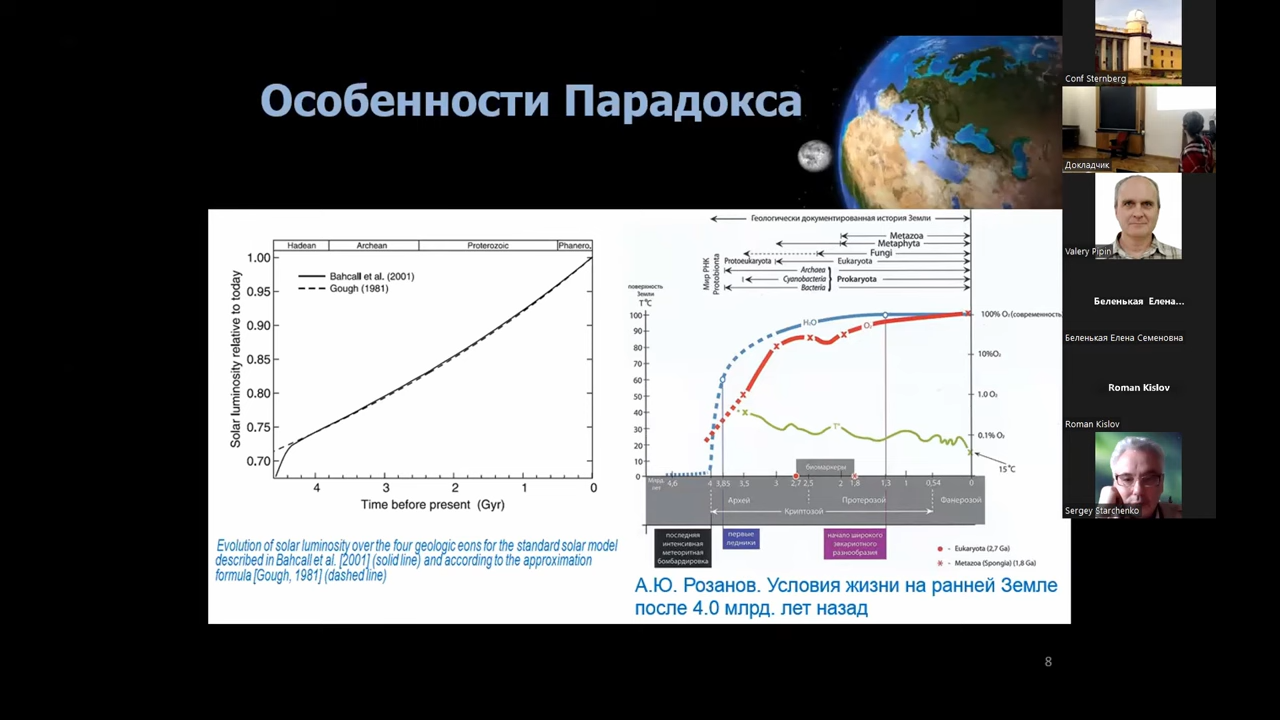 Особенности Парадокса
Hadean
Archean
Proterozoic
Phanero.
1.00
0.95
0.90
0.85
0.80
0.75
0.70
Solar luminosity relative to today
Bahcall et al. (2001)
Gough (1981)
4
3
2
1
0
Time before present (Gyr)
Evolution of solar luminosity over the four geologic eons for the standard solar model
described in Bahcall et al. [2001] (solid line) and according to the approximation
formula [Gough, 1981] (dashed line)
Геологически документированная история Земли
Metazoa
Metaphyta
Fungi
Protoeukaryota
Eukaryota
Archaea
Cyanobacteria
Prokaryota
Bacteria
Мир РНК
Protobionta
поверхность
Земли
T°C
100
90
80
70
60
50
40
30
20
10
0
H₂O
O₂
T°
100% O₂ (современность
10%O₂
1.0 O₂
0.1% O₂
15°C
биомаркеры
Млрд.
лет
4,6
4
3,85
3,5
3
2,7
2,5
2
1,8
1,3
1
0,54
0
Архей
Протерозой
Фанерозой
Криптозой
последняя
интенсивная
метеоритная
бомбардировка
первые
ледники
начало широкого
эвкариотного
разнообразия
- Eukaryota (2,7 Ga)
- Metazoa (Spongia) (1,8 Ga)
А.Ю. Розанов. Условия жизни на ранней Земле
после 4.0 млрд. лет назад
8
Conf Sternberg
Докладчик
Valery Pipin
Беленькая Елена...
Беленькая Елена Семеновна
Roman Kislov
Roman Kislov
Sergey Starchenko